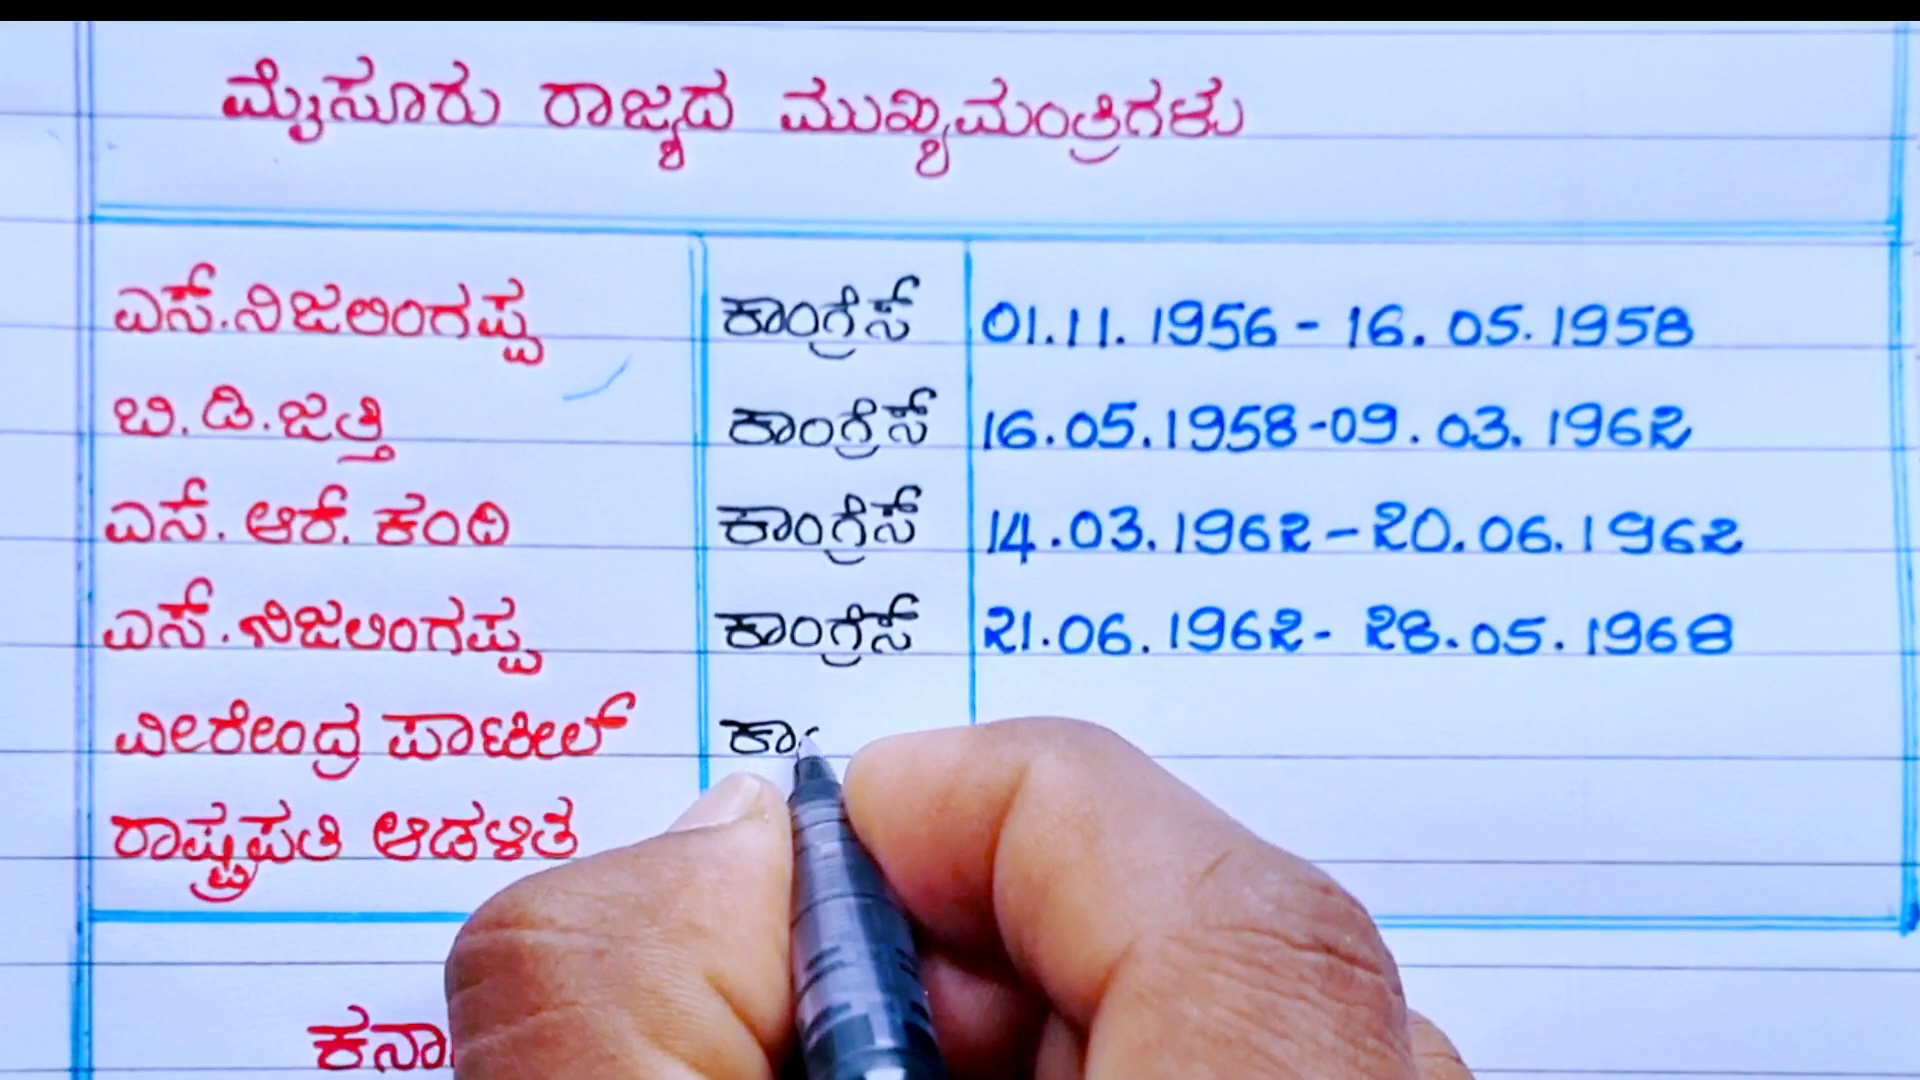 ಮೈಸೂರು ರಾಜ್ಯದ ಮುಖ್ಯಮಂತ್ರಿಗಳು
ಎಸ್.ನಿಜಲಿಂಗಪ್ಪ ಕಾಂಗ್ರೆಸ್ 01.11.1956 - 16.05.1958
ಬಿ.ಡಿ.ಜತ್ತಿ ಕಾಂಗ್ರೆಸ್ 16.05.1958-09.03.1962
ಎಸ್. ಆರ್. ಕಂಠಿ ಕಾಂಗ್ರೆಸ್ 14.03.1962-20.06.1962
ಎಸ್.ನಿಜಲಿಂಗಪ್ಪ ಕಾಂಗ್ರೆಸ್ 21.06.1962- 28.05.1968
ವೀರೇಂದ್ರ ಪಾಟೀಲ್ ಕಾ
ರಾಷ್ಟ್ರಪತಿ ಆಡಳಿತ
ಕರ್ನಾ